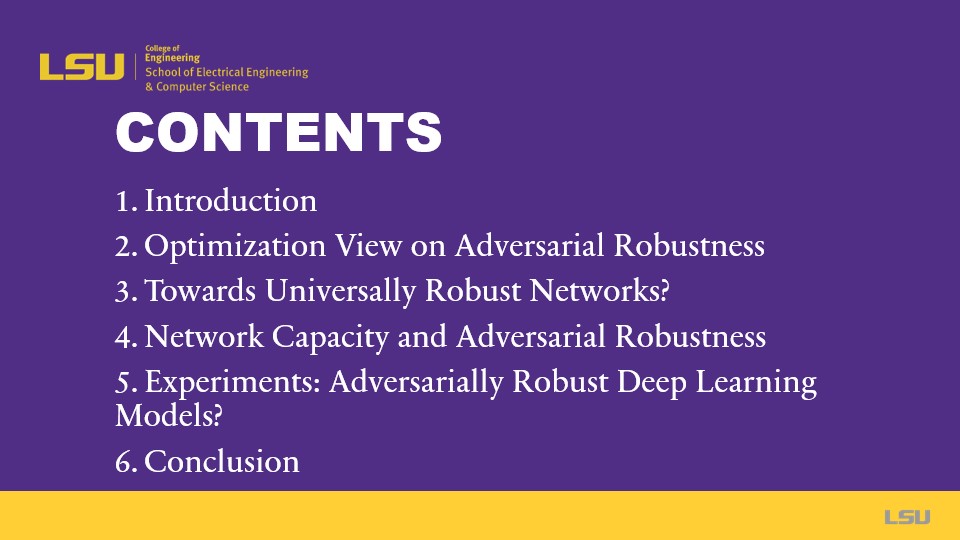 LSU
College of
Engineering
School of Electrical Engineering
& Computer Science
CONTENTS
1. Introduction
2. Optimization View on Adversarial Robustness
3. Towards Universally Robust Networks?
4. Network Capacity and Adversarial Robustness
5. Experiments: Adversarially Robust Deep Learning
Models?
6. Conclusion
LSU